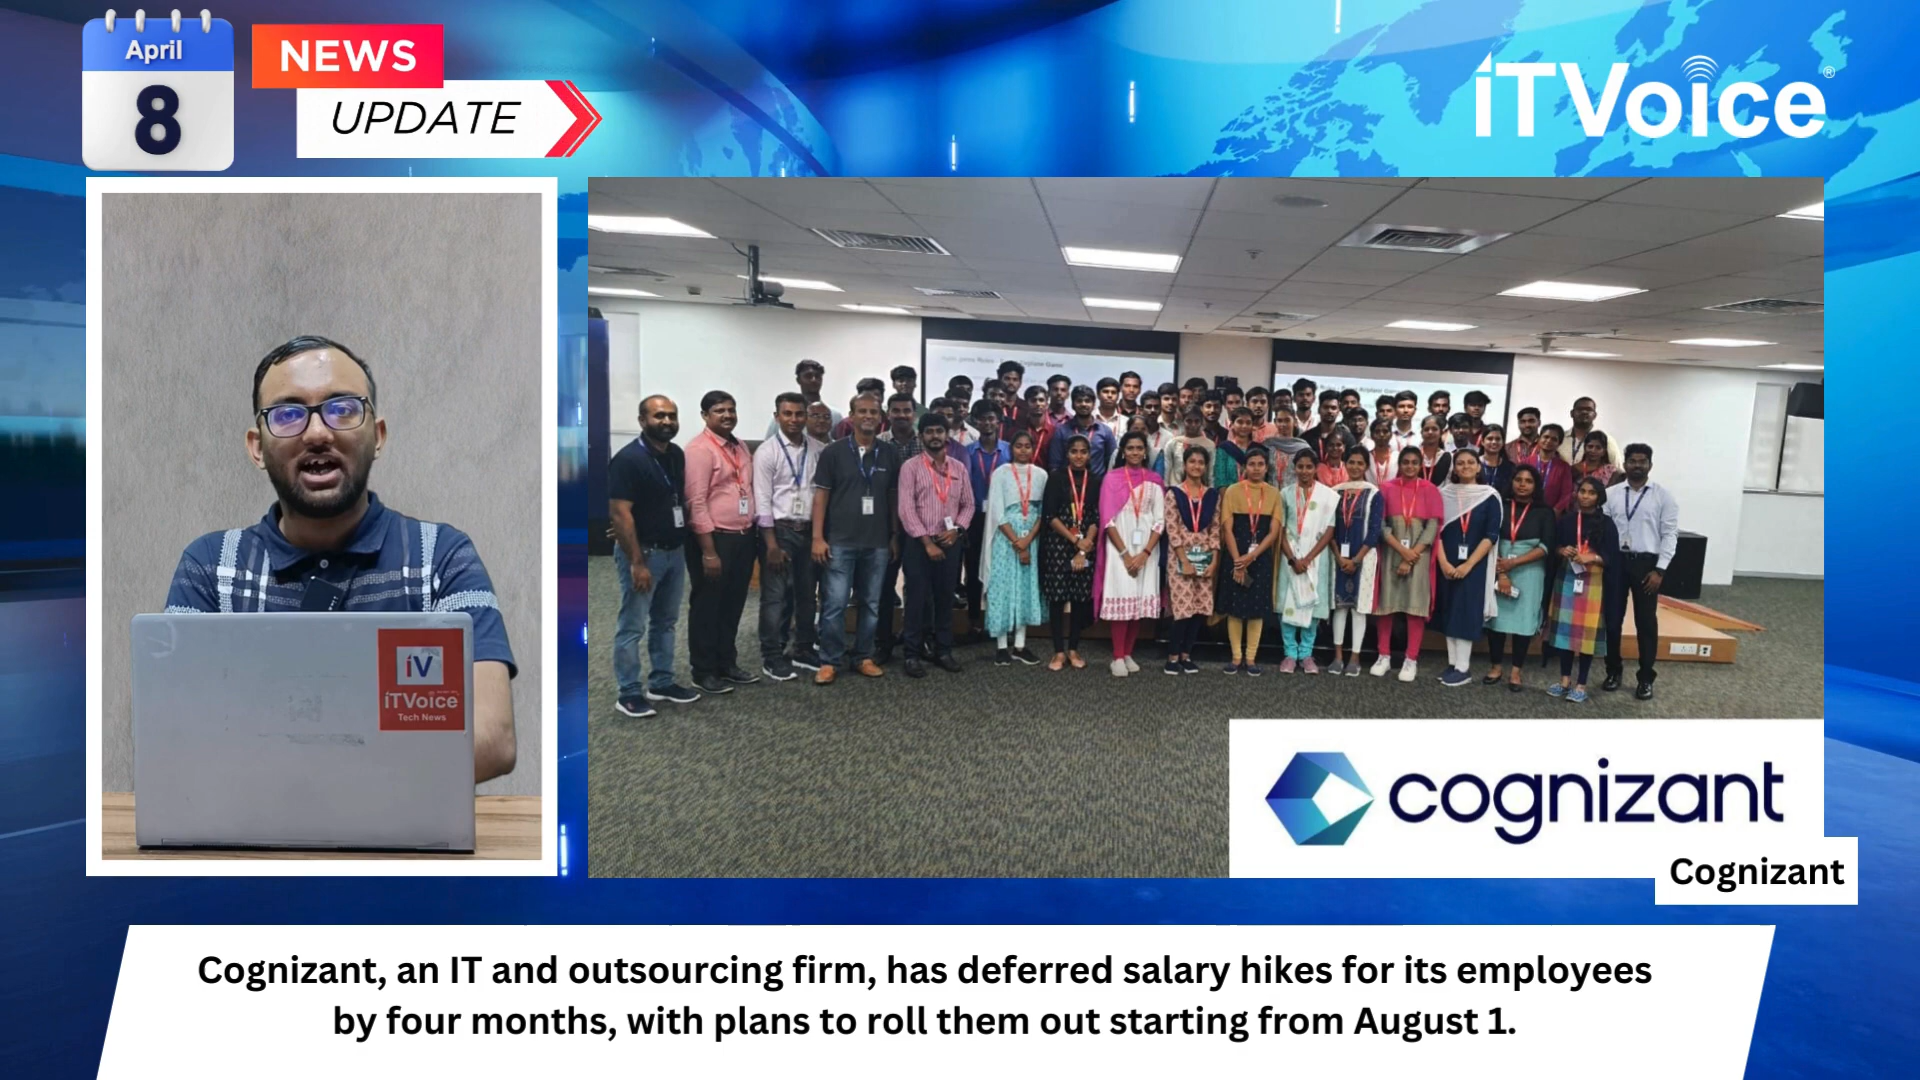 April
8
NEWS
UPDATE
iTVoice®
iV
iTVoice
Tech News
cognizant
Cognizant
Cognizant, an IT and outsourcing firm, has deferred salary hikes for its employees
by four months, with plans to roll them out starting from August 1.